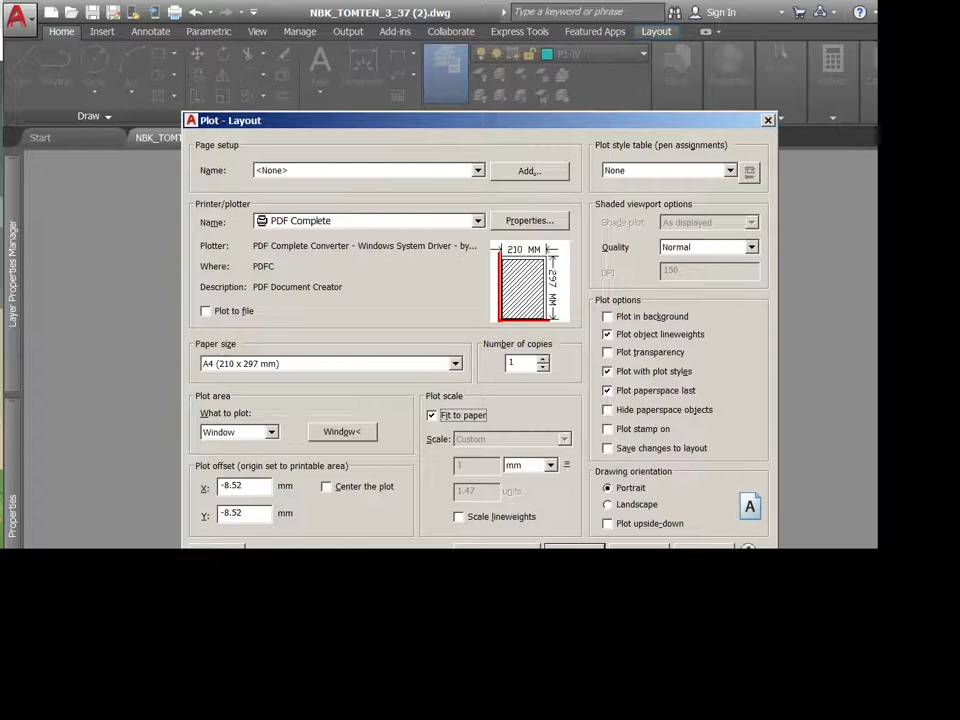 NBK_TOMTEN_3_37 (2).dwg
Type a keyword or phrase
Sign In
Home Insert Annotate Parametric View Manage Output Add-ins Collaborate Express Tools Featured Apps Layout
P1-IV
Draw
Start
NBK_TOMT
Plot - Layout
Layer Properties Manager
Properties
Page setup
Name: <None> Add...
Plot style table (pen assignments)
None
Printer/plotter
Name: PDF Complete Properties...
Plotter: PDF Complete Converter - Windows System Driver - by...
Where: PDFC
Description: PDF Document Creator
Plot to file
210 MM
297 MM
Shaded viewport options
Shade plot As displayed
Quality Normal
DPI 150
Paper size
A4 (210 x 297 mm)
Number of copies
1
Plot options
Plot in background
Plot object lineweights
Plot transparency
Plot with plot styles
Plot paperspace last
Hide paperspace objects
Plot stamp on
Save changes to layout
Plot area
What to plot:
Window Window<
Plot scale
Fit to paper
Scale: Custom
1 mm =
1.47 units
Scale lineweights
Plot offset (origin set to printable area)
X: -8.52 mm Center the plot
Y: -8.52 mm
Drawing orientation
Portrait
Landscape
Plot upside-down
A